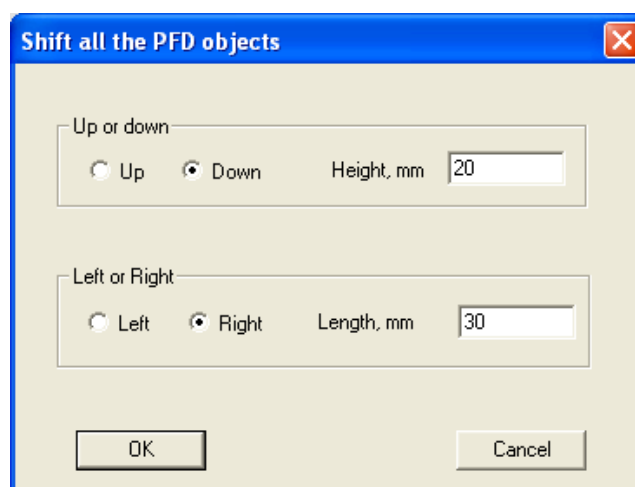 Shift all the PFD objects
Up or down
Up Down Height, mm 20
Left or Right
Left Right Length, mm 30
OK Cancel